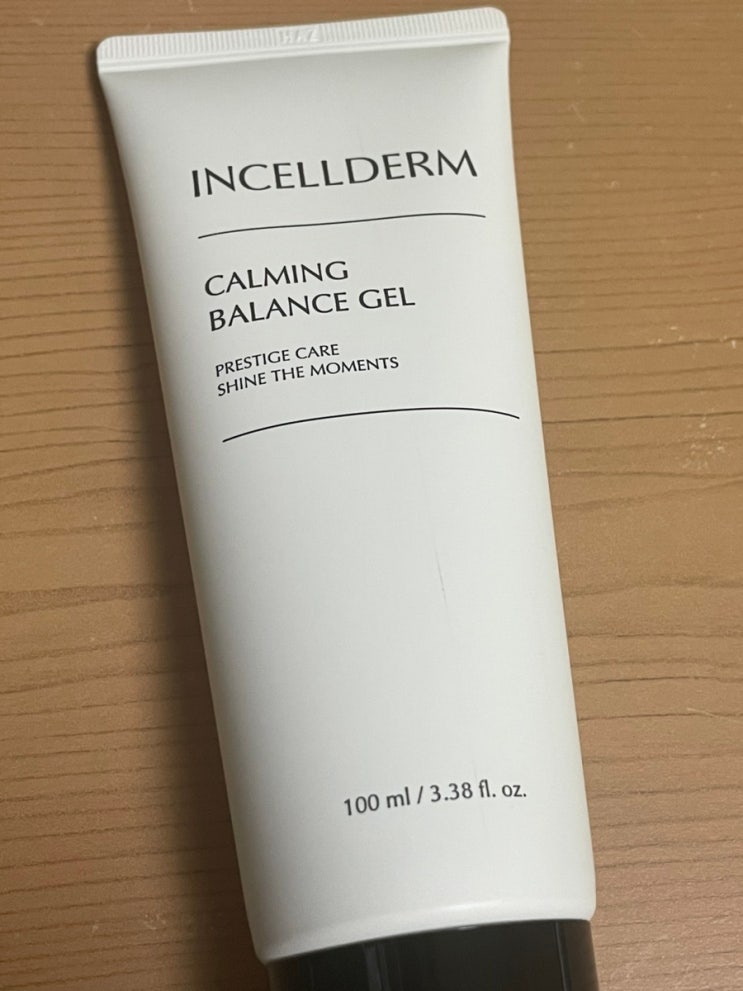 INCELLDERM
CALMING
BALANCE GEL
PRESTIGE CARE
SHINE THE MOMENTS
100 ml / 3.38 fl. oz.